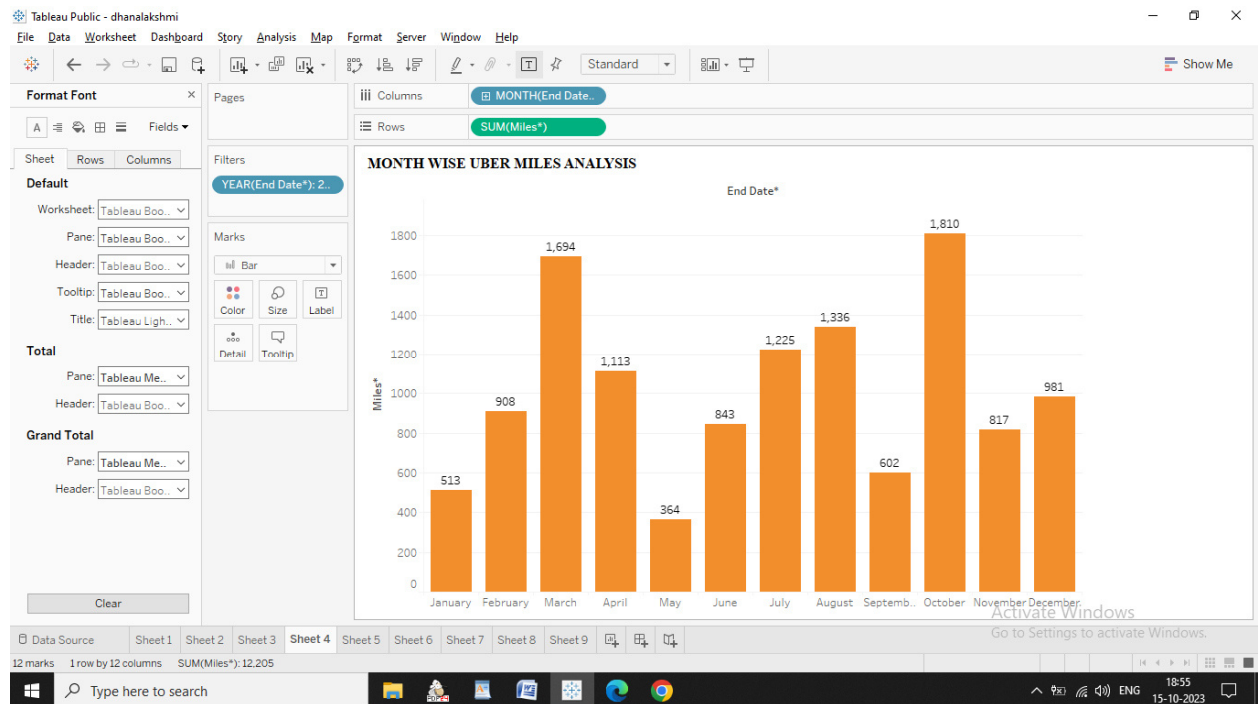 Tableau Public - dhanalakshmi
File Data Worksheet Dashboard Story Analysis Map Format Server Window Help
Standard
Show Me
Format Font
Fields
Sheet Rows Columns
Default
Worksheet: Tableau Boo..
Pane: Tableau Boo..
Header: Tableau Boo..
Tooltip: Tableau Boo..
Title: Tableau Ligh..
Total
Pane: Tableau Me..
Header: Tableau Boo..
Grand Total
Pane: Tableau Me..
Header: Tableau Boo..
Clear
Pages
Filters
YEAR(End Date*): 2..
Marks
Bar
Color Size Label
Detail Tooltip
Columns MONTH(End Date..
Rows SUM(Miles*)
MONTH WISE UBER MILES ANALYSIS
End Date*
Miles*
1800
1600
1400
1200
1000
800
600
400
200
0
513 908 1,694 1,113 364 843 1,225 1,336 602 1,810 817 981
January February March April May June July August Septemb.. October November December
Activate Windows
Go to Settings to activate Windows.
Data Source Sheet 1 Sheet 2 Sheet 3 Sheet 4 Sheet 5 Sheet 6 Sheet 7 Sheet 8 Sheet 9
12 marks 1 row by 12 columns SUM(Miles*): 12,205
Type here to search
PDF24
ENG
18:55
15-10-2023